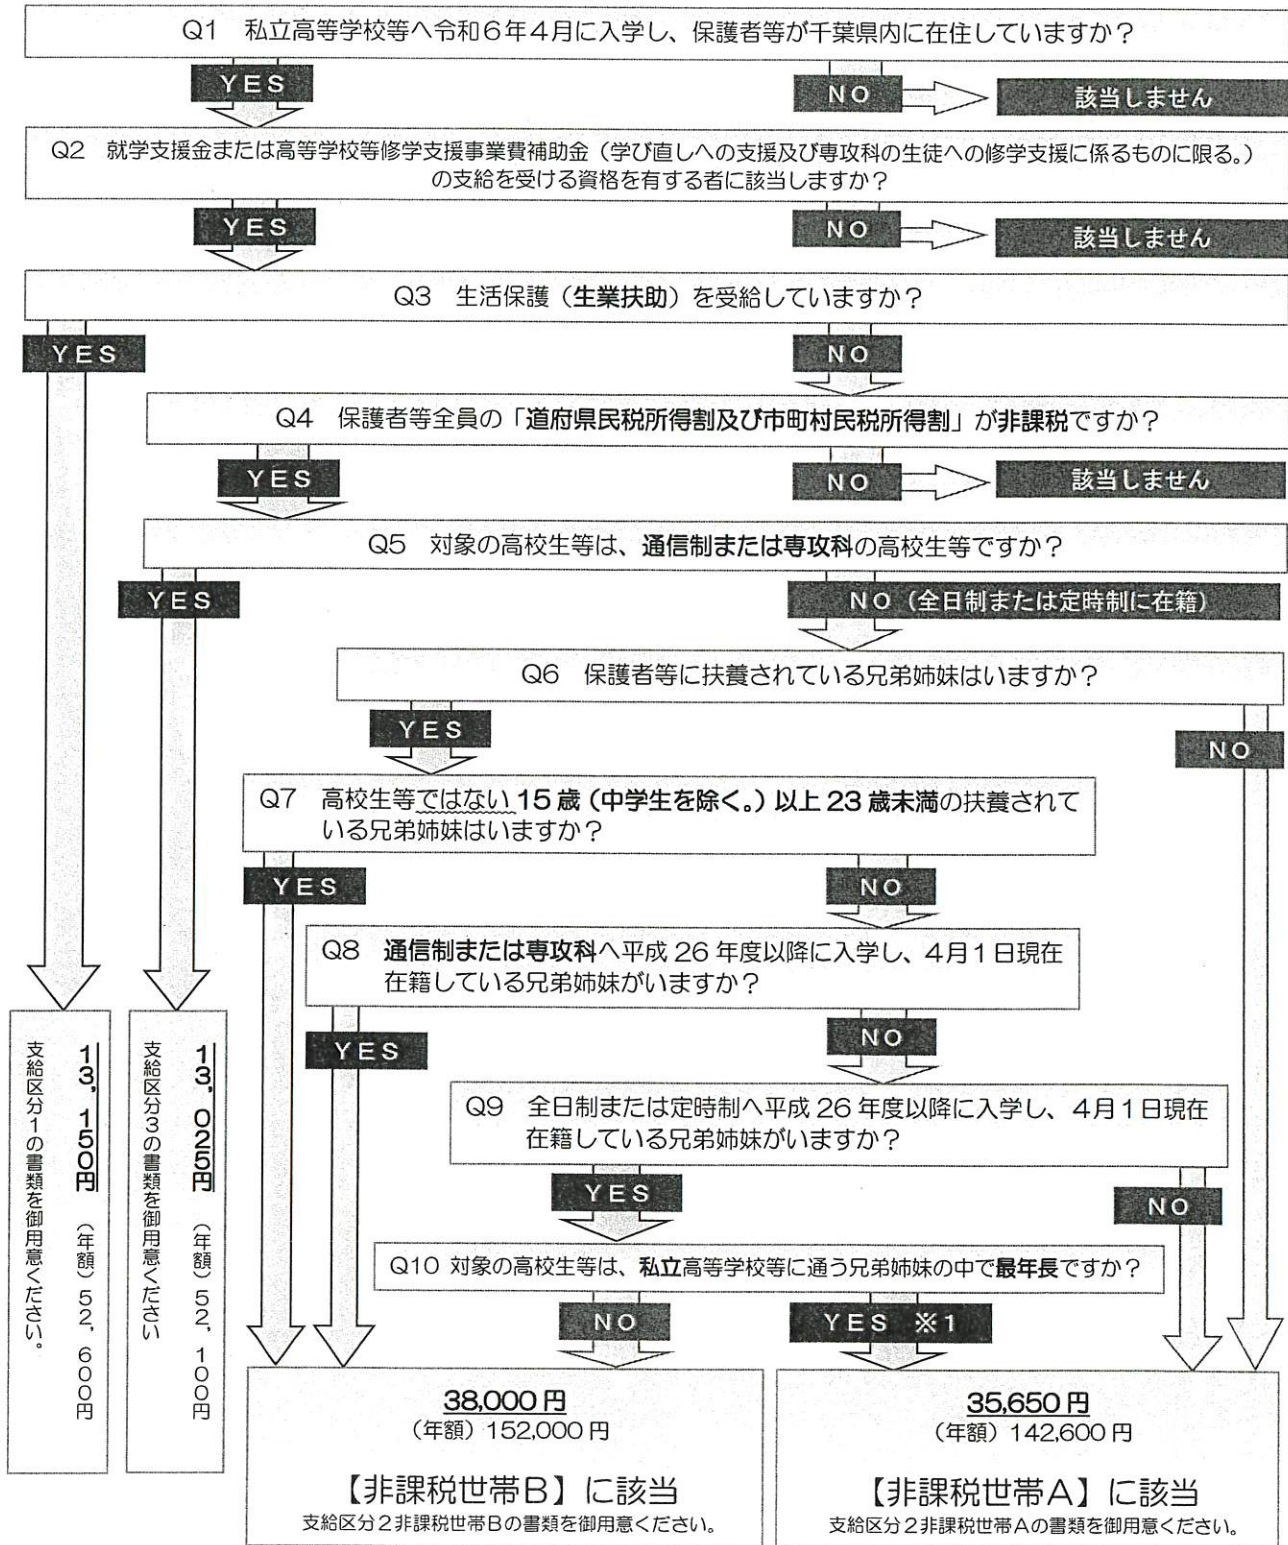 Q1 私立高等学校等へ令和6年4月に入学し、保護者等が千葉県内に在住していますか？
YES
NO
該当しません
Q2 就学支援金または高等学校等修学支援事業費補助金（学び直しへの支援及び専攻科の生徒への修学支援に係るものに限る。）
の支給を受ける資格を有する者に該当しますか？
YES
NO
該当しません
Q3 生活保護（生業扶助）を受給していますか？
YES
NO
Q4 保護者等全員の「道府県民税所得割及び市町村民税所得割」が非課税ですか？
YES
NO
該当しません
Q5 対象の高校生等は、通信制または専攻科の高校生等ですか？
YES
NO（全日制または定時制に在籍）
Q6 保護者等に扶養されている兄弟姉妹はいますか？
YES
NO
Q7 高校生等ではない15歳（中学生を除く。）以上23歳未満の扶養されて
いる兄弟姉妹はいますか？
YES
NO
Q8 通信制または専攻科へ平成26年度以降に入学し、4月1日現在
在籍している兄弟姉妹がいますか？
YES
NO
Q9 全日制または定時制へ平成26年度以降に入学し、4月1日現在
在籍している兄弟姉妹がいますか？
YES
NO
Q10 対象の高校生等は、私立高等学校等に通う兄弟姉妹の中で最年長ですか？
NO
YES ※1
13，150円 （年額）52，600円
支給区分1の書類を御用意ください。
13，025円 （年額）52，100円
支給区分3の書類を御用意ください
38,000円
（年額）152,000円
【非課税世帯B】に該当
支給区分2非課税世帯Bの書類を御用意ください。
35,650円
（年額）142,600円
【非課税世帯A】に該当
支給区分2非課税世帯Aの書類を御用意ください。